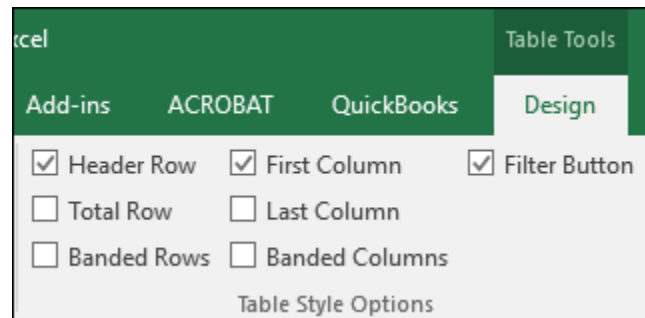 xcel Table Tools
Add-ins ACROBAT QuickBooks Design
Header Row First Column Filter Button
Total Row Last Column
Banded Rows Banded Columns
Table Style Options